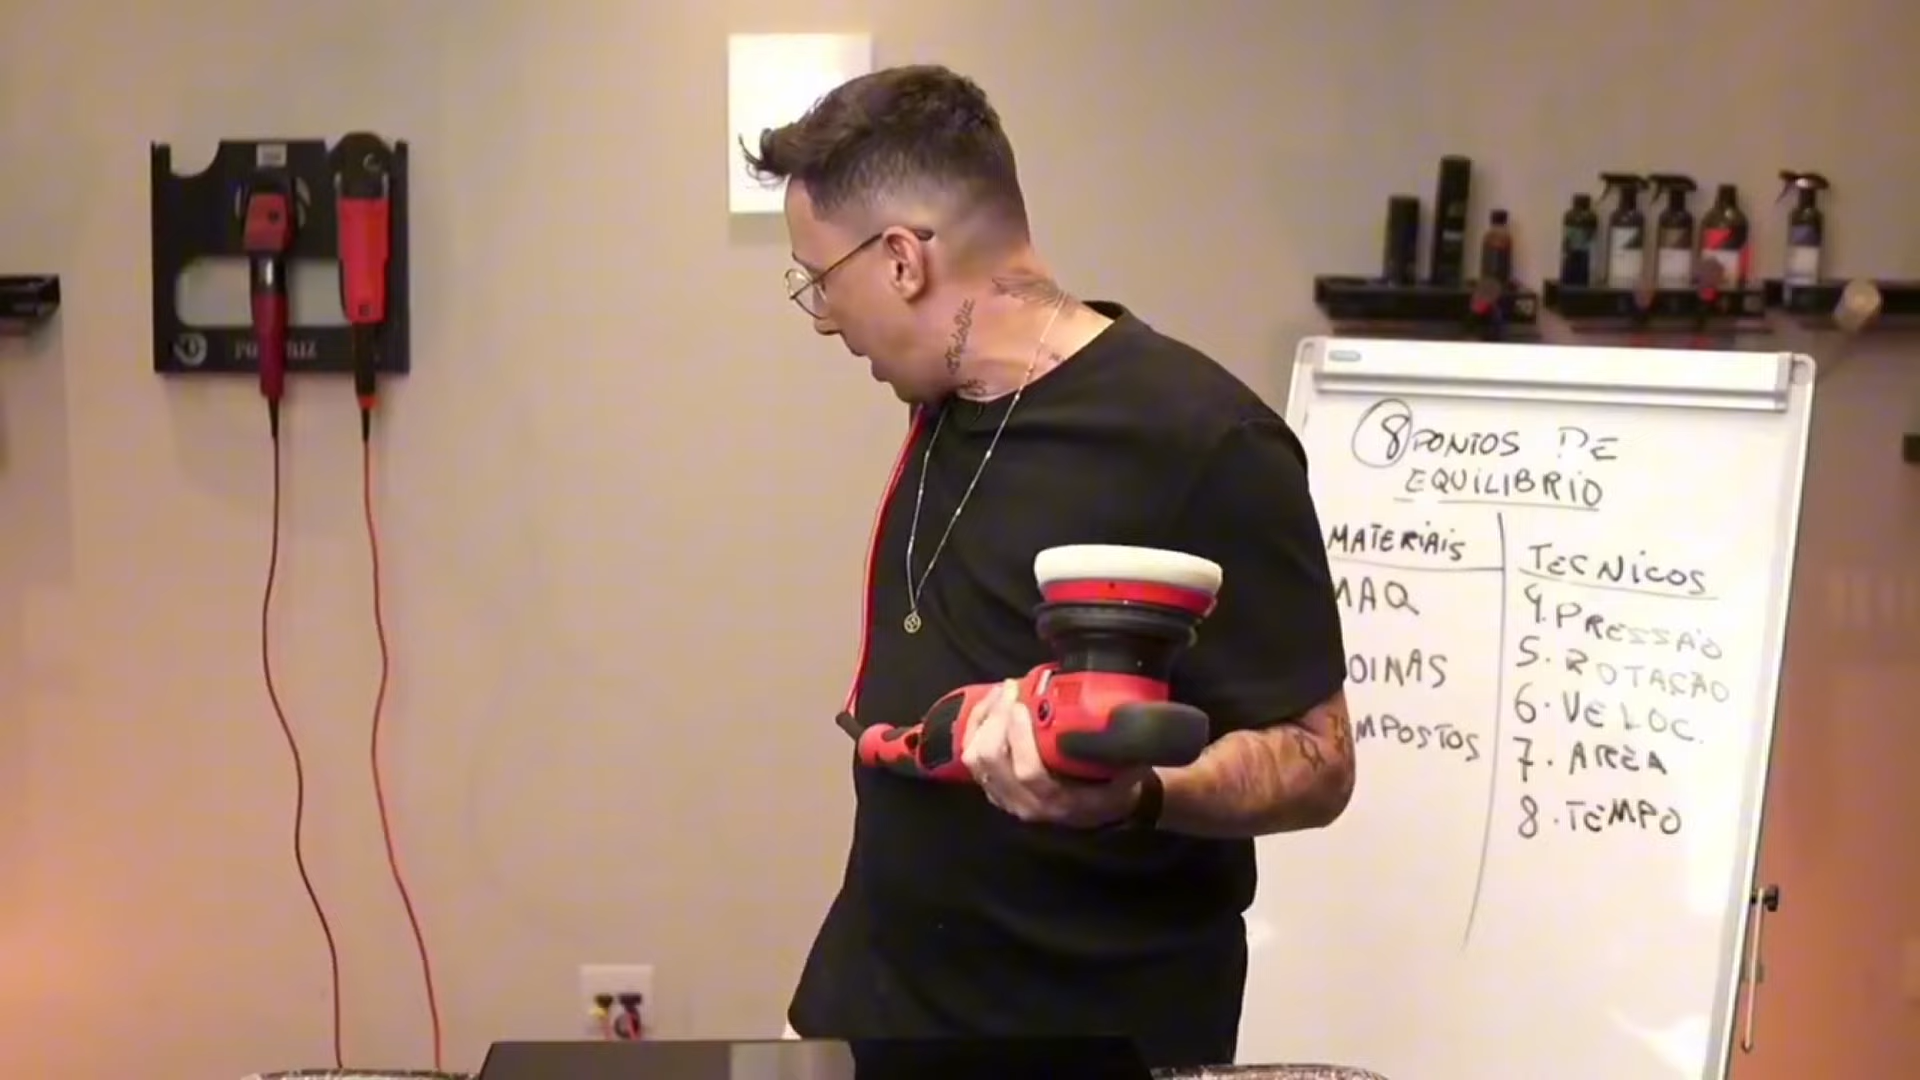 8 PONTOS DE
EQUILIBRIO
MATERIAIS
MAQ
OINAS
MPOSTOS
TECNICOS
4. PRESSÃO
5. ROTAÇÃO
6. VELOC.
7. AREA
8. TEMPO